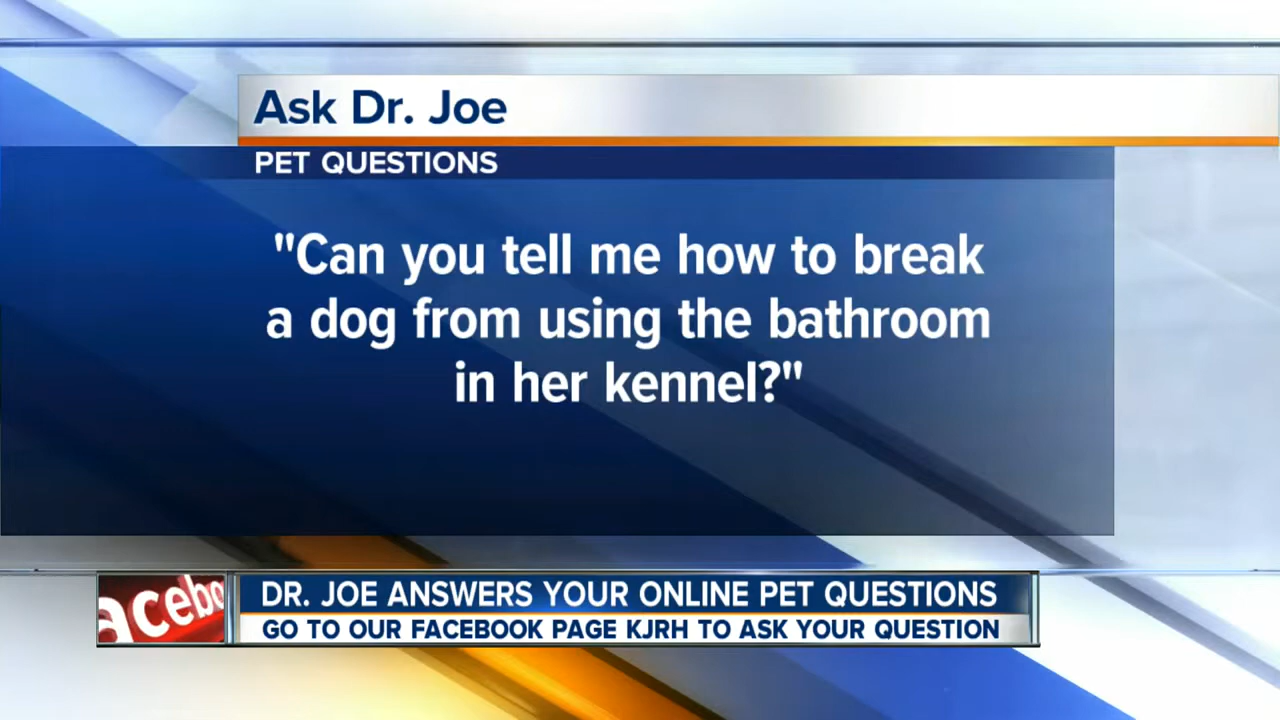 Ask Dr. Joe
PET QUESTIONS
"Can you tell me how to break
a dog from using the bathroom
in her kennel?"
acebo
DR. JOE ANSWERS YOUR ONLINE PET QUESTIONS
GO TO OUR FACEBOOK PAGE KJRH TO ASK YOUR QUESTION